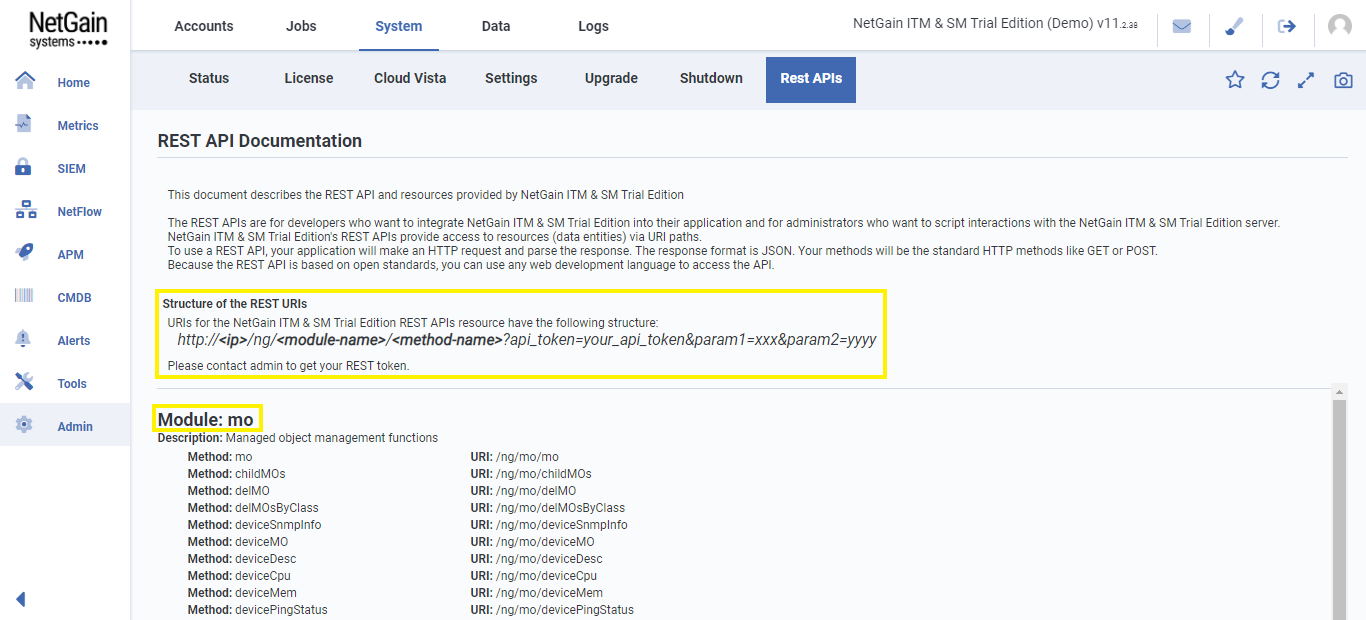 NetGain
systems
Accounts Jobs System Data Logs
NetGain ITM & SM Trial Edition (Demo) v11.2.38
Status License Cloud Vista Settings Upgrade Shutdown Rest APIs
Home
Metrics
SIEM
NetFlow
APM
CMDB
Alerts
Tools
Admin
REST API Documentation
This document describes the REST API and resources provided by NetGain ITM & SM Trial Edition
The REST APIs are for developers who want to integrate NetGain ITM & SM Trial Edition into their application and for administrators who want to script interactions with the NetGain ITM & SM Trial Edition server.
NetGain ITM & SM Trial Edition's REST APIs provide access to resources (data entities) via URI paths.
To use a REST API, your application will make an HTTP request and parse the response. The response format is JSON. Your methods will be the standard HTTP methods like GET or POST.
Because the REST API is based on open standards, you can use any web development language to access the API.
Structure of the REST URIs
URIs for the NetGain ITM & SM Trial Edition REST APIs resource have the following structure:
http://<ip>/ng/<module-name>/<method-name>?api_token=your_api_token&param1=xxx&param2=yyyy
Please contact admin to get your REST token.
Module: mo
Description: Managed object management functions
Method: mo URI: /ng/mo/mo
Method: childMOs URI: /ng/mo/childMOs
Method: delMO URI: /ng/mo/delMO
Method: delMOsByClass URI: /ng/mo/delMOsByClass
Method: deviceSnmpInfo URI: /ng/mo/deviceSnmpInfo
Method: deviceMO URI: /ng/mo/deviceMO
Method: deviceDesc URI: /ng/mo/deviceDesc
Method: deviceCpu URI: /ng/mo/deviceCpu
Method: deviceMem URI: /ng/mo/deviceMem
Method: devicePingStatus URI: /ng/mo/devicePingStatus